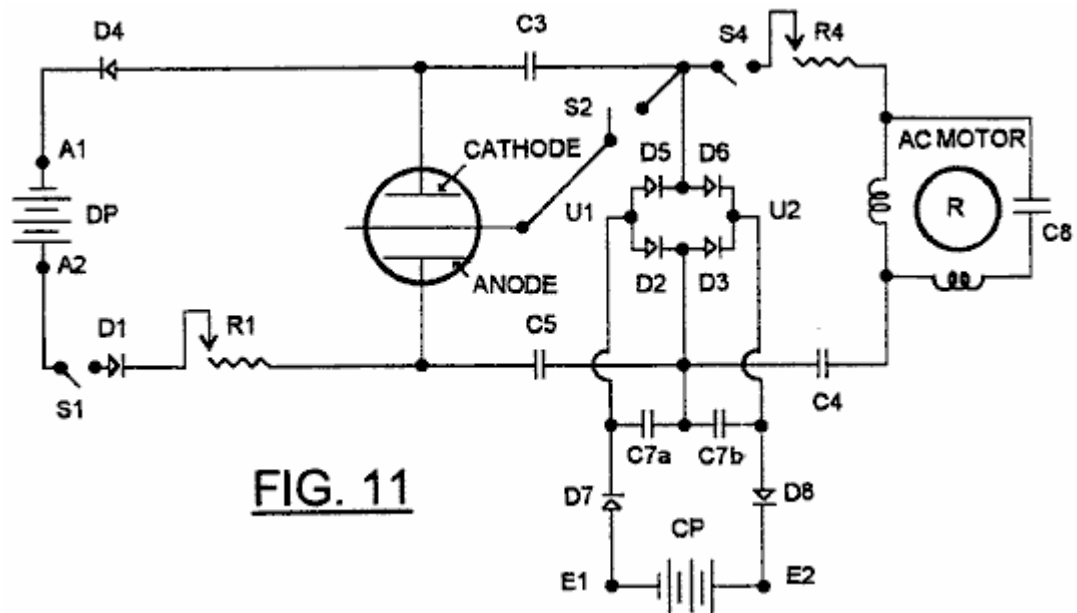 D4
C3
S4
R4
S2
A1
CATHODE
D5
D6
AC MOTOR
DP
U1
U2
R
C8
A2
ANODE
D2
D3
D1
R1
C5
S1
C4
C7a
C7b
FIG. 11
D7
D8
CP
E1
E2